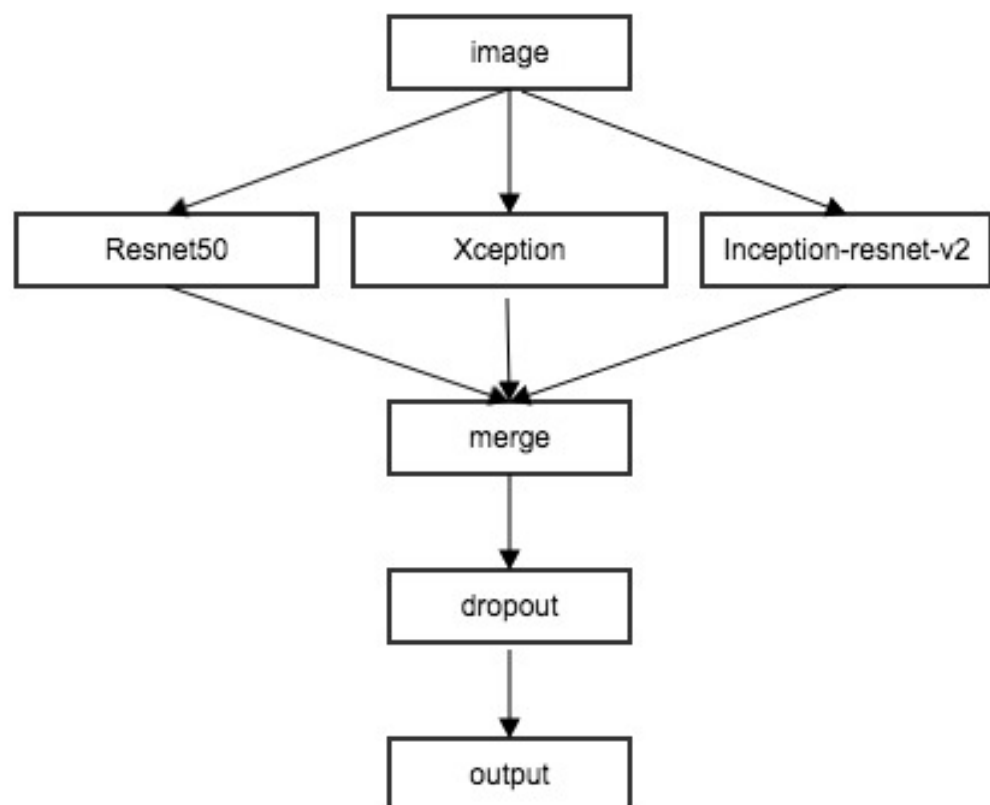 image
Resnet50
Xception
Inception-resnet-v2
merge
dropout
output